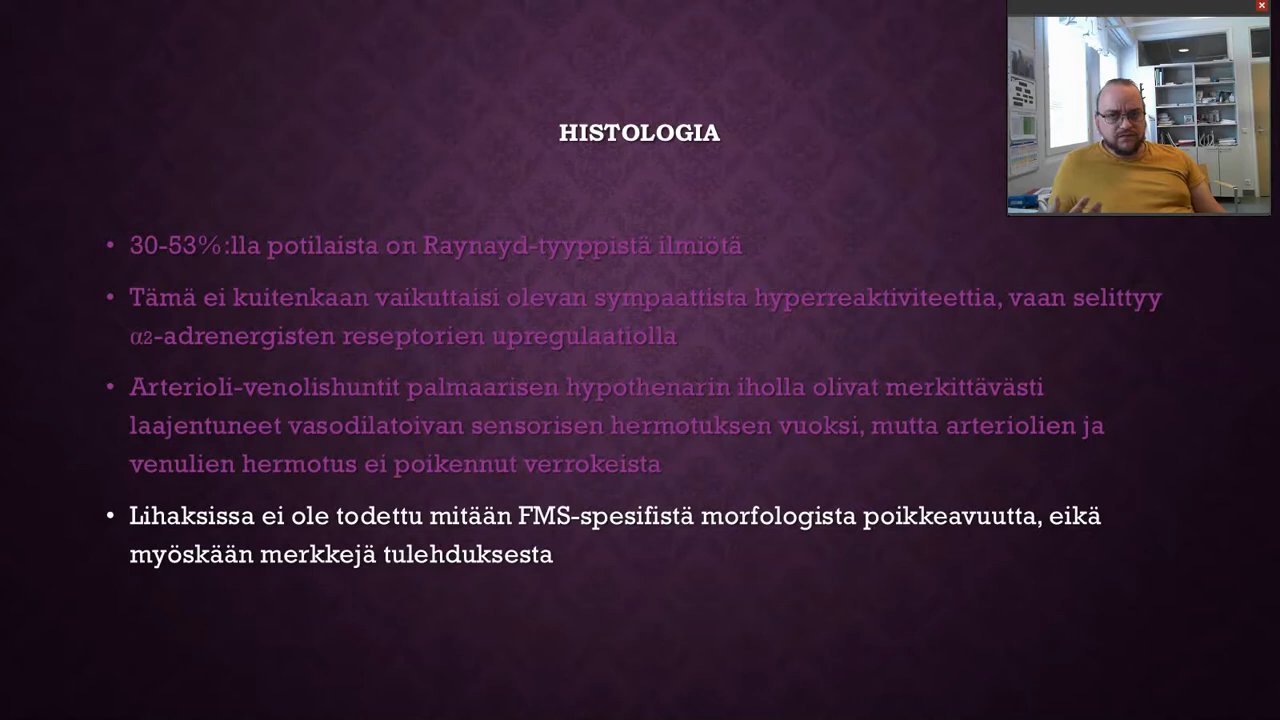 HISTOLOGIA
• 30-53%:lla potilaista on Raynayd-tyyppistä ilmiötä
• Tämä ei kuitenkaan vaikuttaisi olevan sympaattista hyperreaktiviteettia, vaan selittyy
α2-adrenergisten reseptorien upregulaatiolla
• Arterioli-venolishuntit palmaarisen hypothenarin iholla olivat merkittävästi
laajentuneet vasodilatoivan sensorisen hermotuksen vuoksi, mutta arteriolien ja
venulien hermotus ei poikennut verrokeista
• Lihaksissa ei ole todettu mitään FMS-spesifistä morfologista poikkeavuutta, eikä
myöskään merkkejä tulehduksesta